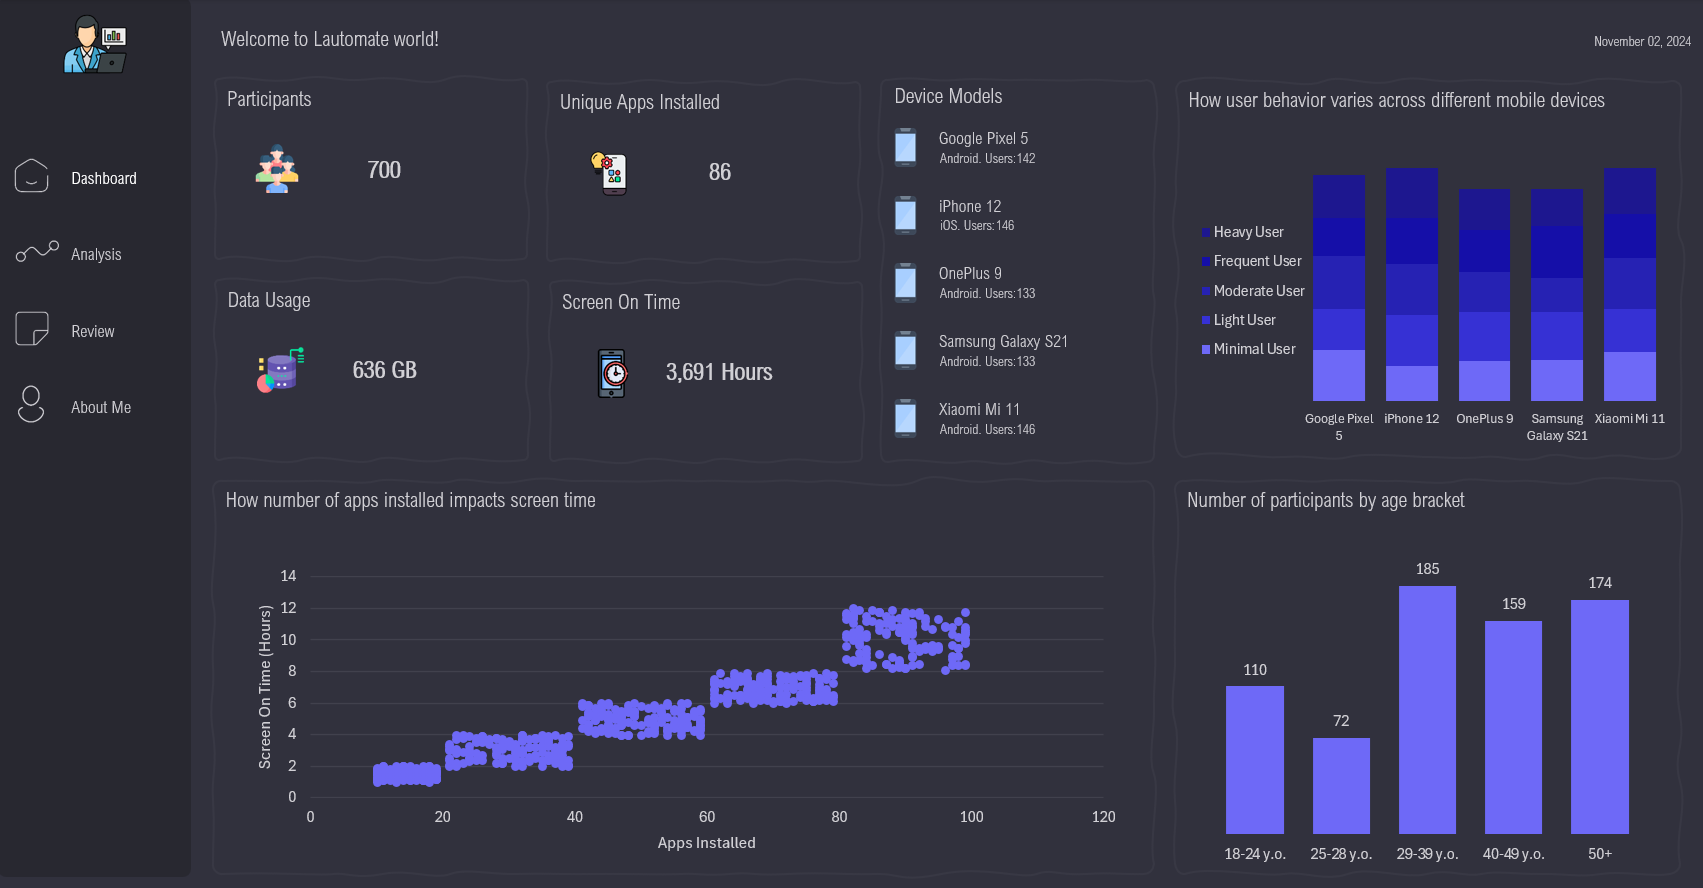 Welcome to Lautomate world!
November 02, 2024
Dashboard
Analysis
Review
About Me
Participants
700
Unique Apps Installed
86
Data Usage
636 GB
Screen On Time
3,691 Hours
Device Models
Google Pixel 5
Android. Users:142
iPhone 12
iOS. Users:146
OnePlus 9
Android. Users:133
Samsung Galaxy S21
Android. Users:133
Xiaomi Mi 11
Android. Users:146
How user behavior varies across different mobile devices
Heavy User
Frequent User
Moderate User
Light User
Minimal User
Google Pixel
5
iPhone 12
OnePlus 9
Samsung
Galaxy S21
Xiaomi Mi 11
How number of apps installed impacts screen time
Screen On Time (Hours)
14
12
10
8
6
4
2
0
0 20 40 60 80 100 120
Apps Installed
Number of participants by age bracket
110
72
185
159
174
18-24 y.o. 25-28 y.o. 29-39 y.o. 40-49 y.o. 50+